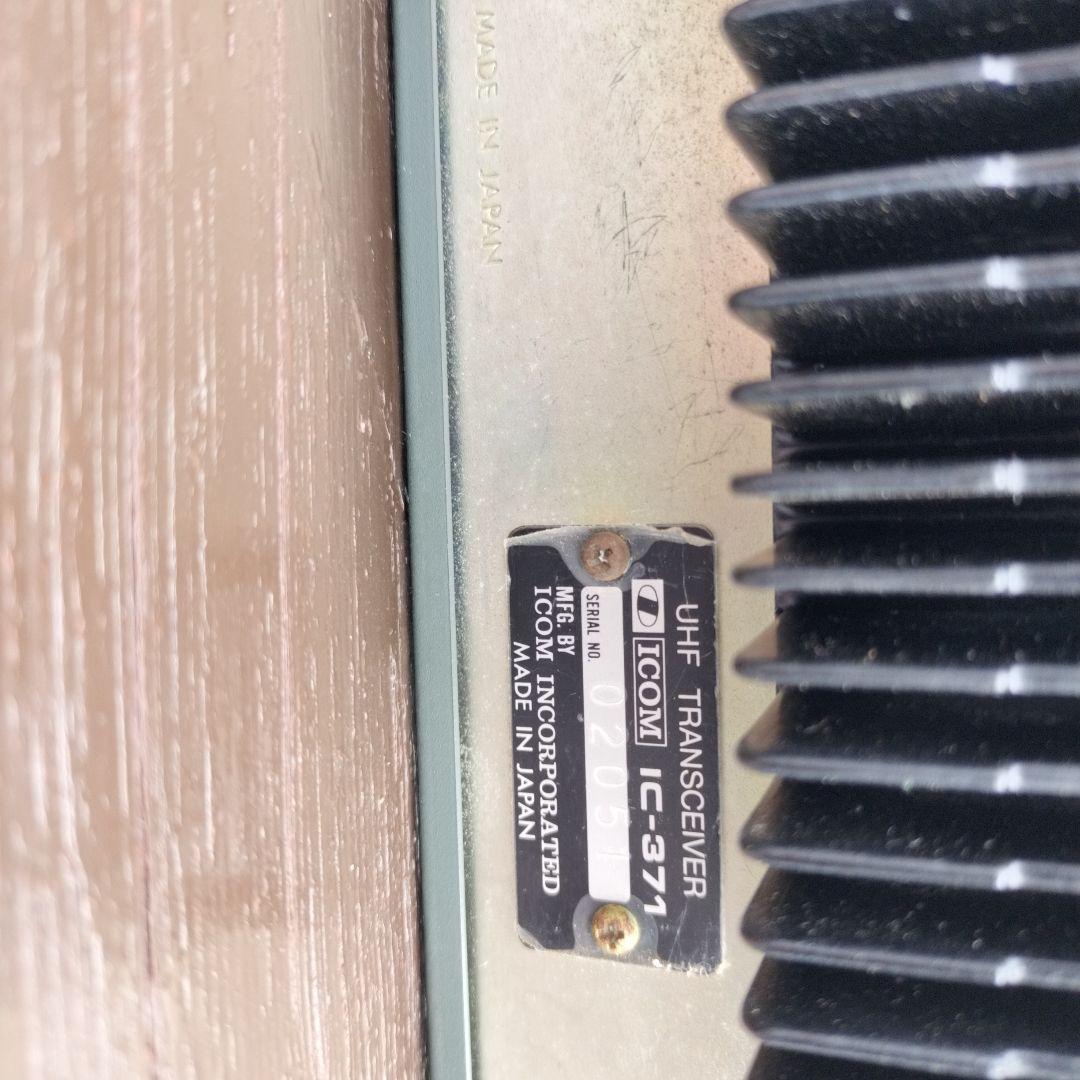 UHF TRANSCEIVER
ICOM IC-371
SERIAL NO. 02051
MFG. BY
ICOM INCORPORATED
MADE IN JAPAN
MADE IN JAPAN